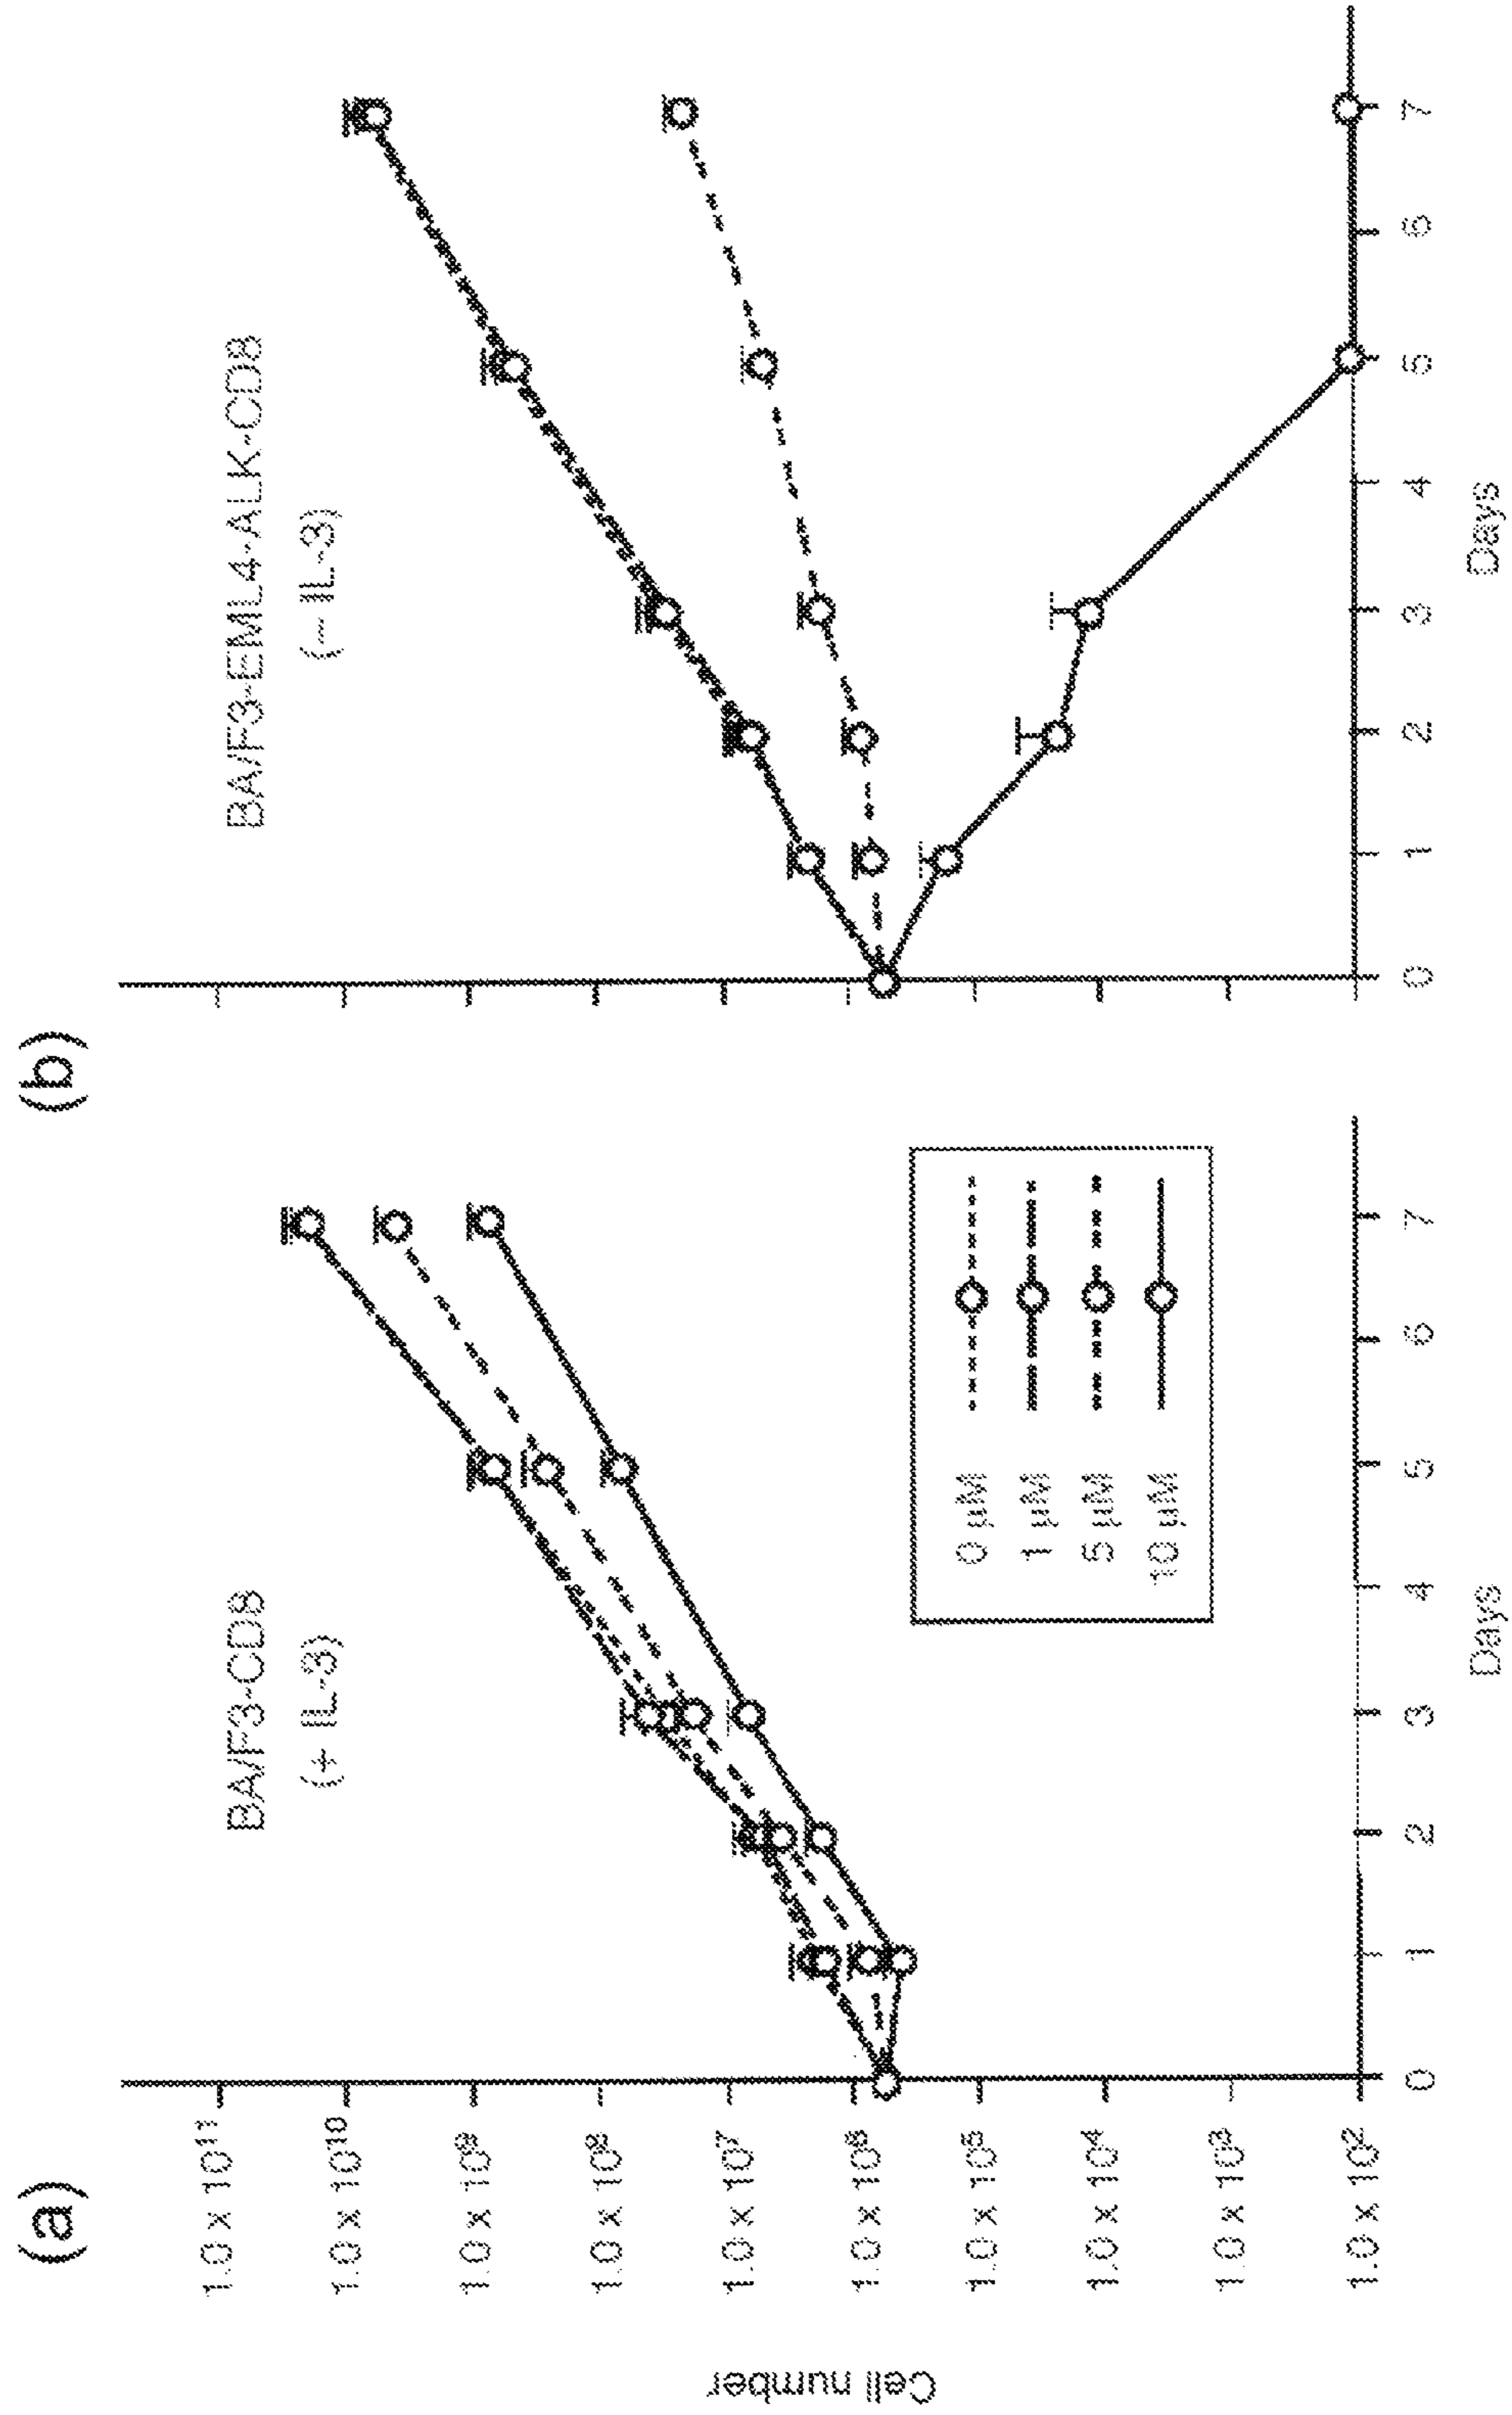 (a)
BA/F3-CD8
(+ IL-3)
Cell number
1.0 x 10¹¹
1.0 x 10¹⁰
1.0 x 10⁹
1.0 x 10⁸
1.0 x 10⁷
1.0 x 10⁶
1.0 x 10⁵
1.0 x 10⁴
1.0 x 10³
1.0 x 10²
0 µM
1 µM
5 µM
10 µM
0 1 2 3 4 5 6 7
Days
(b)
BA/F3-EML4-ALK-CD8
(– IL-3)
0 1 2 3 4 5 6 7
Days